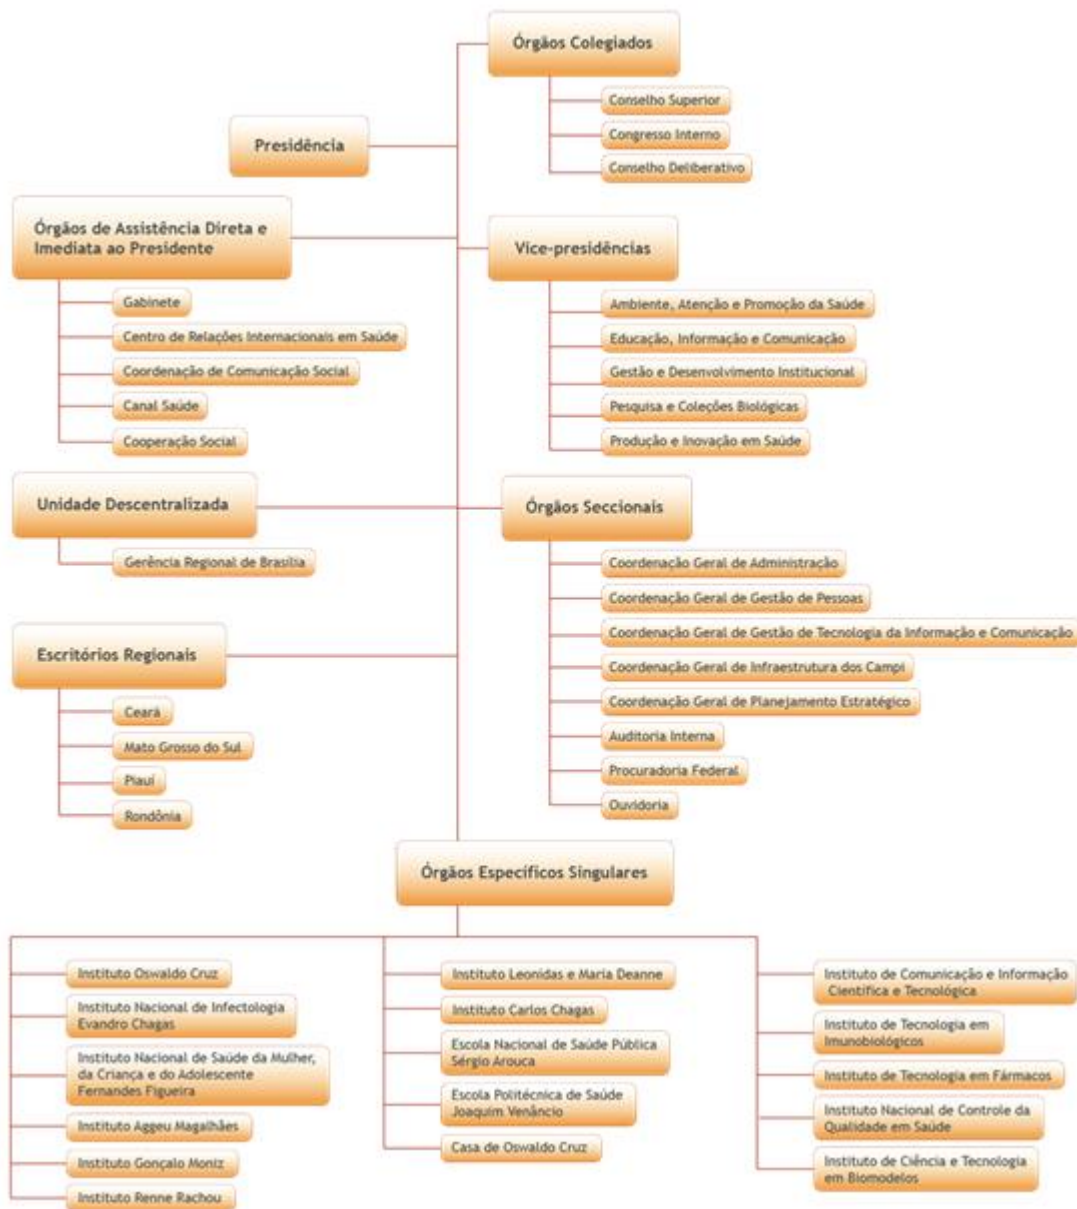 Órgãos Colegiados
Conselho Superior
Congresso Interno
Conselho Deliberativo
Presidência
Órgãos de Assistência Direta e
Imediata ao Presidente
Gabinete
Centro de Relações Internacionais em Saúde
Coordenação de Comunicação Social
Canal Saúde
Cooperação Social
Vice-presidências
Ambiente, Atenção e Promoção da Saúde
Educação, Informação e Comunicação
Gestão e Desenvolvimento Institucional
Pesquisa e Coleções Biológicas
Produção e Inovação em Saúde
Unidade Descentralizada
Gerência Regional de Brasília
Órgãos Seccionais
Coordenação Geral de Administração
Coordenação Geral de Gestão de Pessoas
Coordenação Geral de Gestão de Tecnologia da Informação e Comunicação
Coordenação Geral de Infraestrutura dos Campi
Coordenação Geral de Planejamento Estratégico
Auditoria Interna
Procuradoria Federal
Ouvidoria
Escritórios Regionais
Ceará
Mato Grosso do Sul
Piauí
Rondônia
Órgãos Específicos Singulares
Instituto Oswaldo Cruz
Instituto Nacional de Infectologia
Evandro Chagas
Instituto Nacional de Saúde da Mulher,
da Criança e do Adolescente
Fernandes Figueira
Instituto Aggeu Magalhães
Instituto Gonçalo Moniz
Instituto Renne Rachou
Instituto Leonidas e Maria Deanne
Instituto Carlos Chagas
Escola Nacional de Saúde Pública
Sérgio Arouca
Escola Politécnica de Saúde
Joaquim Venâncio
Casa de Oswaldo Cruz
Instituto de Comunicação e Informação
Científica e Tecnológica
Instituto de Tecnologia em
Imunobiológicos
Instituto de Tecnologia em Fármacos
Instituto Nacional de Controle da
Qualidade em Saúde
Instituto de Ciência e Tecnologia
em Biomodelos